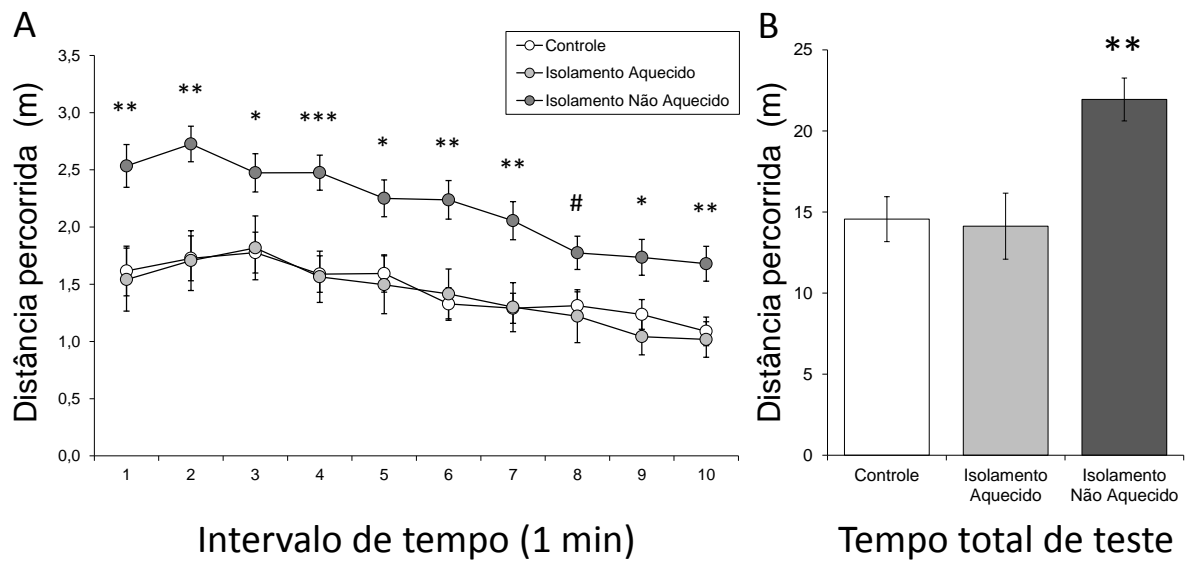 A
Distância percorrida (m)
3,5
3,0
2,5
2,0
1,5
1,0
0,5
0,0
Controle
Isolamento Aquecido
Isolamento Não Aquecido
** ** * *** * ** ** # * **
1 2 3 4 5 6 7 8 9 10
Intervalo de tempo (1 min)
B
Distância percorrida (m)
25
20
15
10
5
0
**
Controle
Isolamento
Aquecido
Isolamento
Não Aquecido
Tempo total de teste